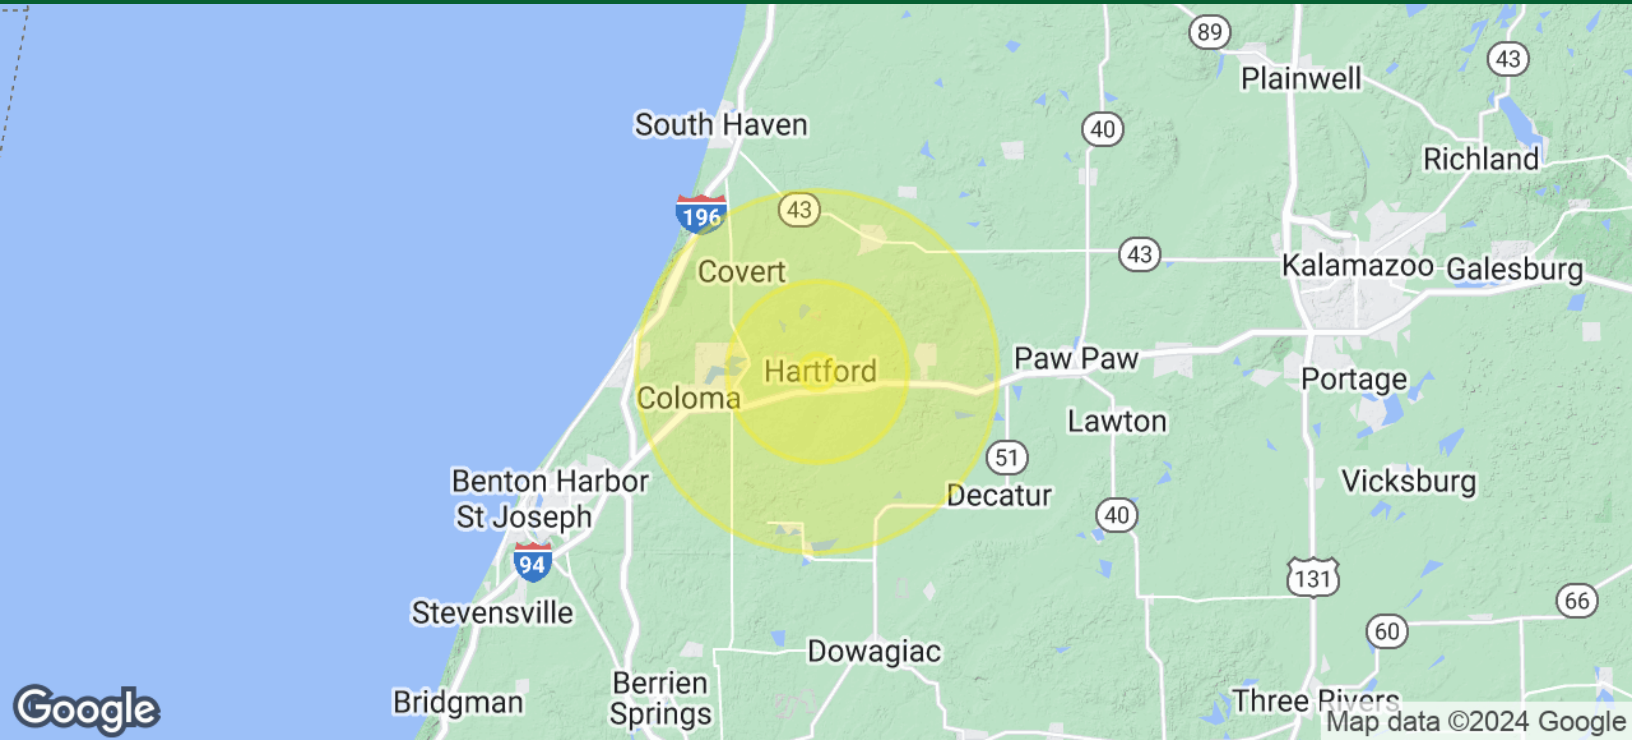 89
Plainwell
43
South Haven
40
Richland
196
43
43
Covert
Kalamazoo
Galesburg
Hartford
Paw Paw
Portage
Coloma
Lawton
51
Benton Harbor
Decatur
Vicksburg
St Joseph
40
94
131
Stevensville
66
60
Dowagiac
Berrien
Springs
Bridgman
Three Rivers
Google
Map data ©2024 Google